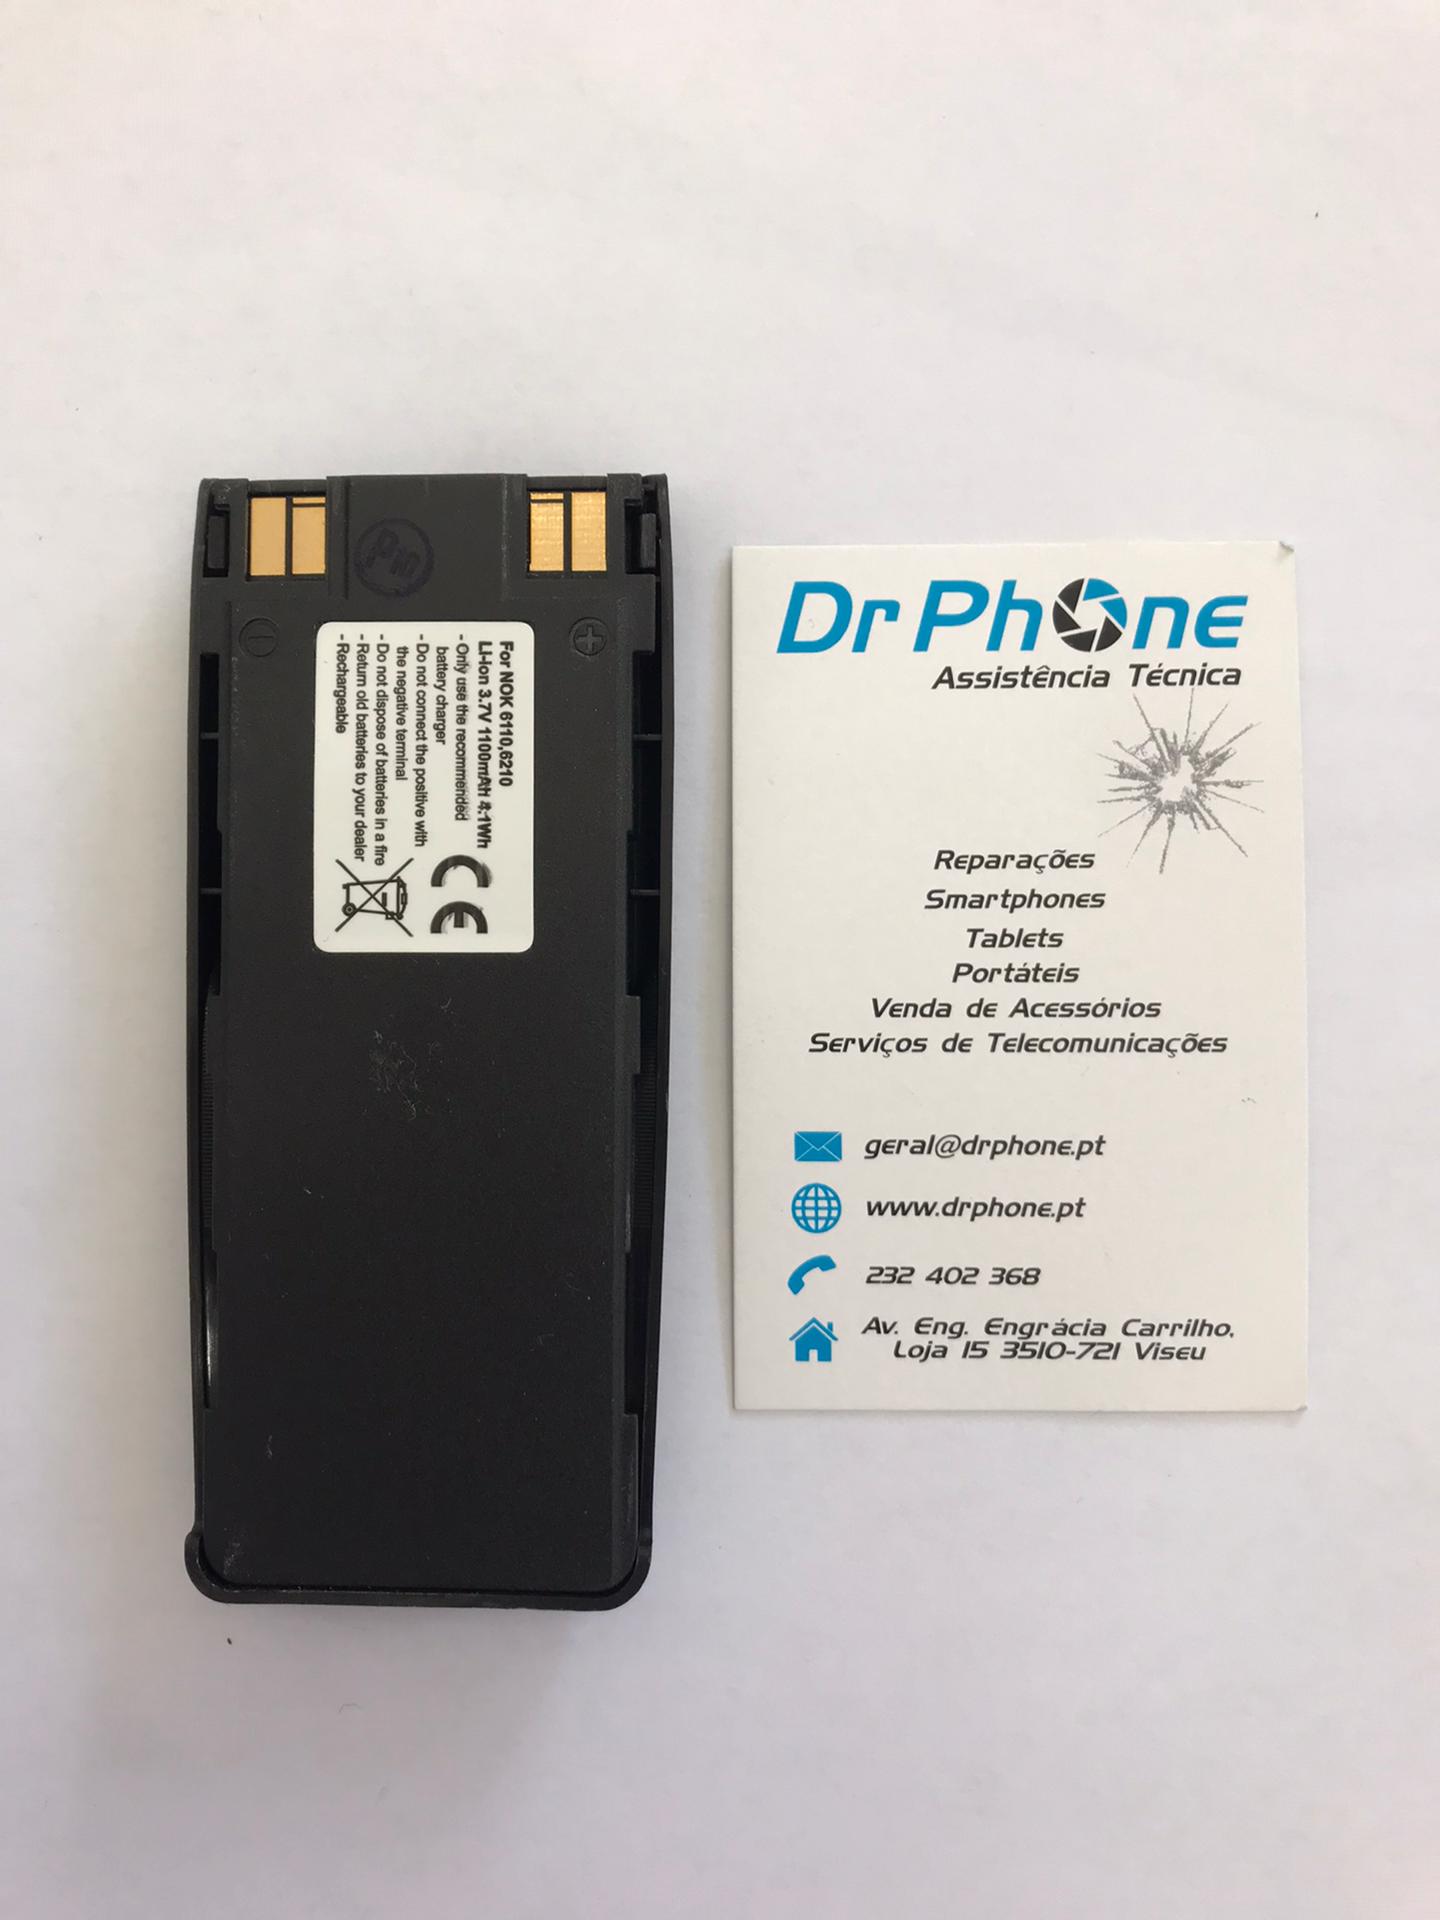 Pin
For NOK 6110,6210
LI-Ion 3.7V 1100mAh 4.1Wh
- Only use the recommended
battery charger
- Do not connect the positive with
the negative terminal
- Do not dispose of batteries in a fire
- Return old batteries to your dealer
- Rechargeable
CE
Dr Phone
Assistência Técnica
Reparações
Smartphones
Tablets
Portáteis
Venda de Acessórios
Serviços de Telecomunicações
geral@drphone.pt
www.drphone.pt
232 402 368
Av. Eng. Engrácia Carrilho,
Loja 15 3510-721 Viseu